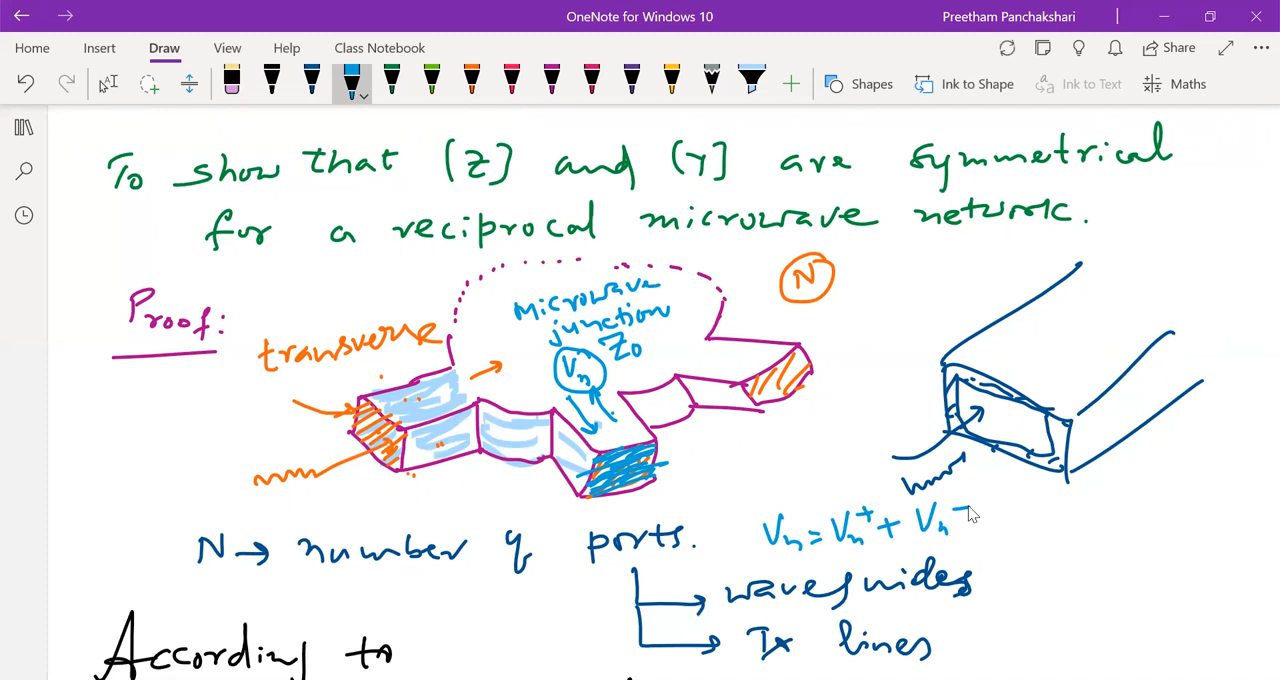 OneNote for Windows 10
Preetham Panchakshari
Home Insert Draw View Help Class Notebook
Share
Shapes Ink to Shape Ink to Text Maths
To show that [Z] and [Y] are symmetrical
for a reciprocal microwave network.
Proof:
transverse
Microwave
junction
Z0
Vn
N
Vn = Vn+ + Vn-
N → number of ports.
waveguides
Tx lines
According to